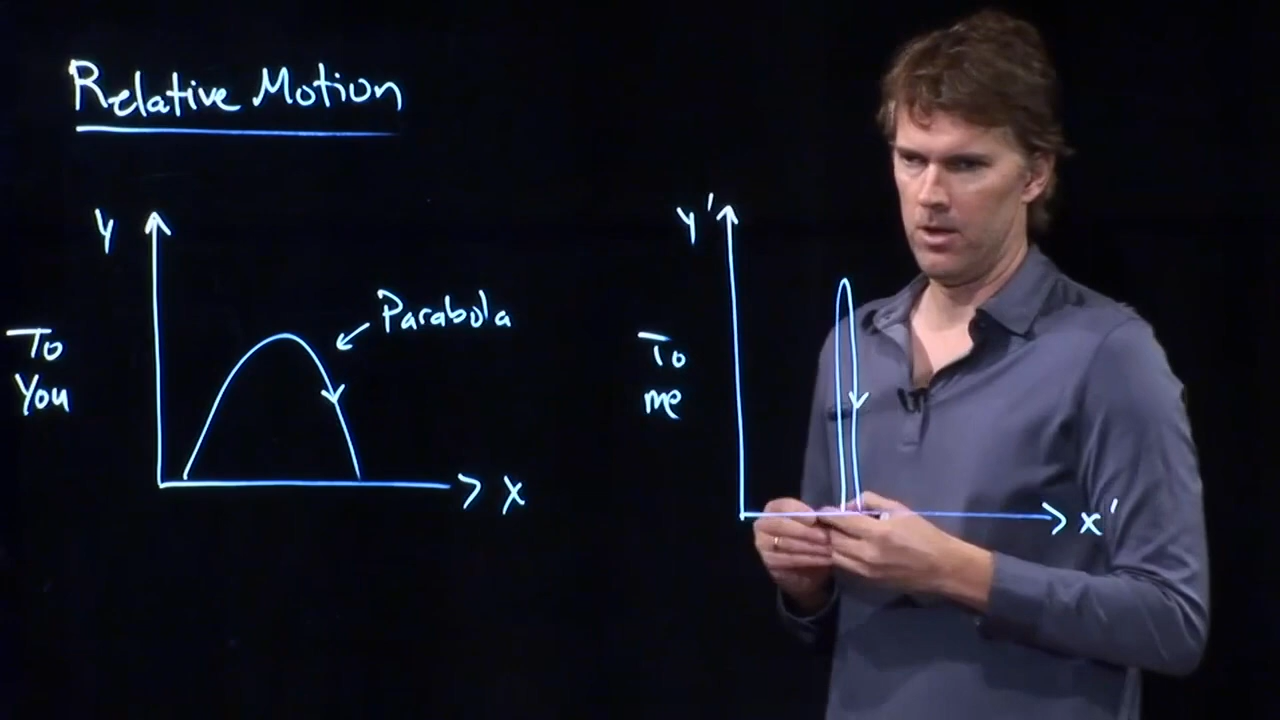 Relative Motion
Y
Parabola
To
You
X
Y'
To
me
X'